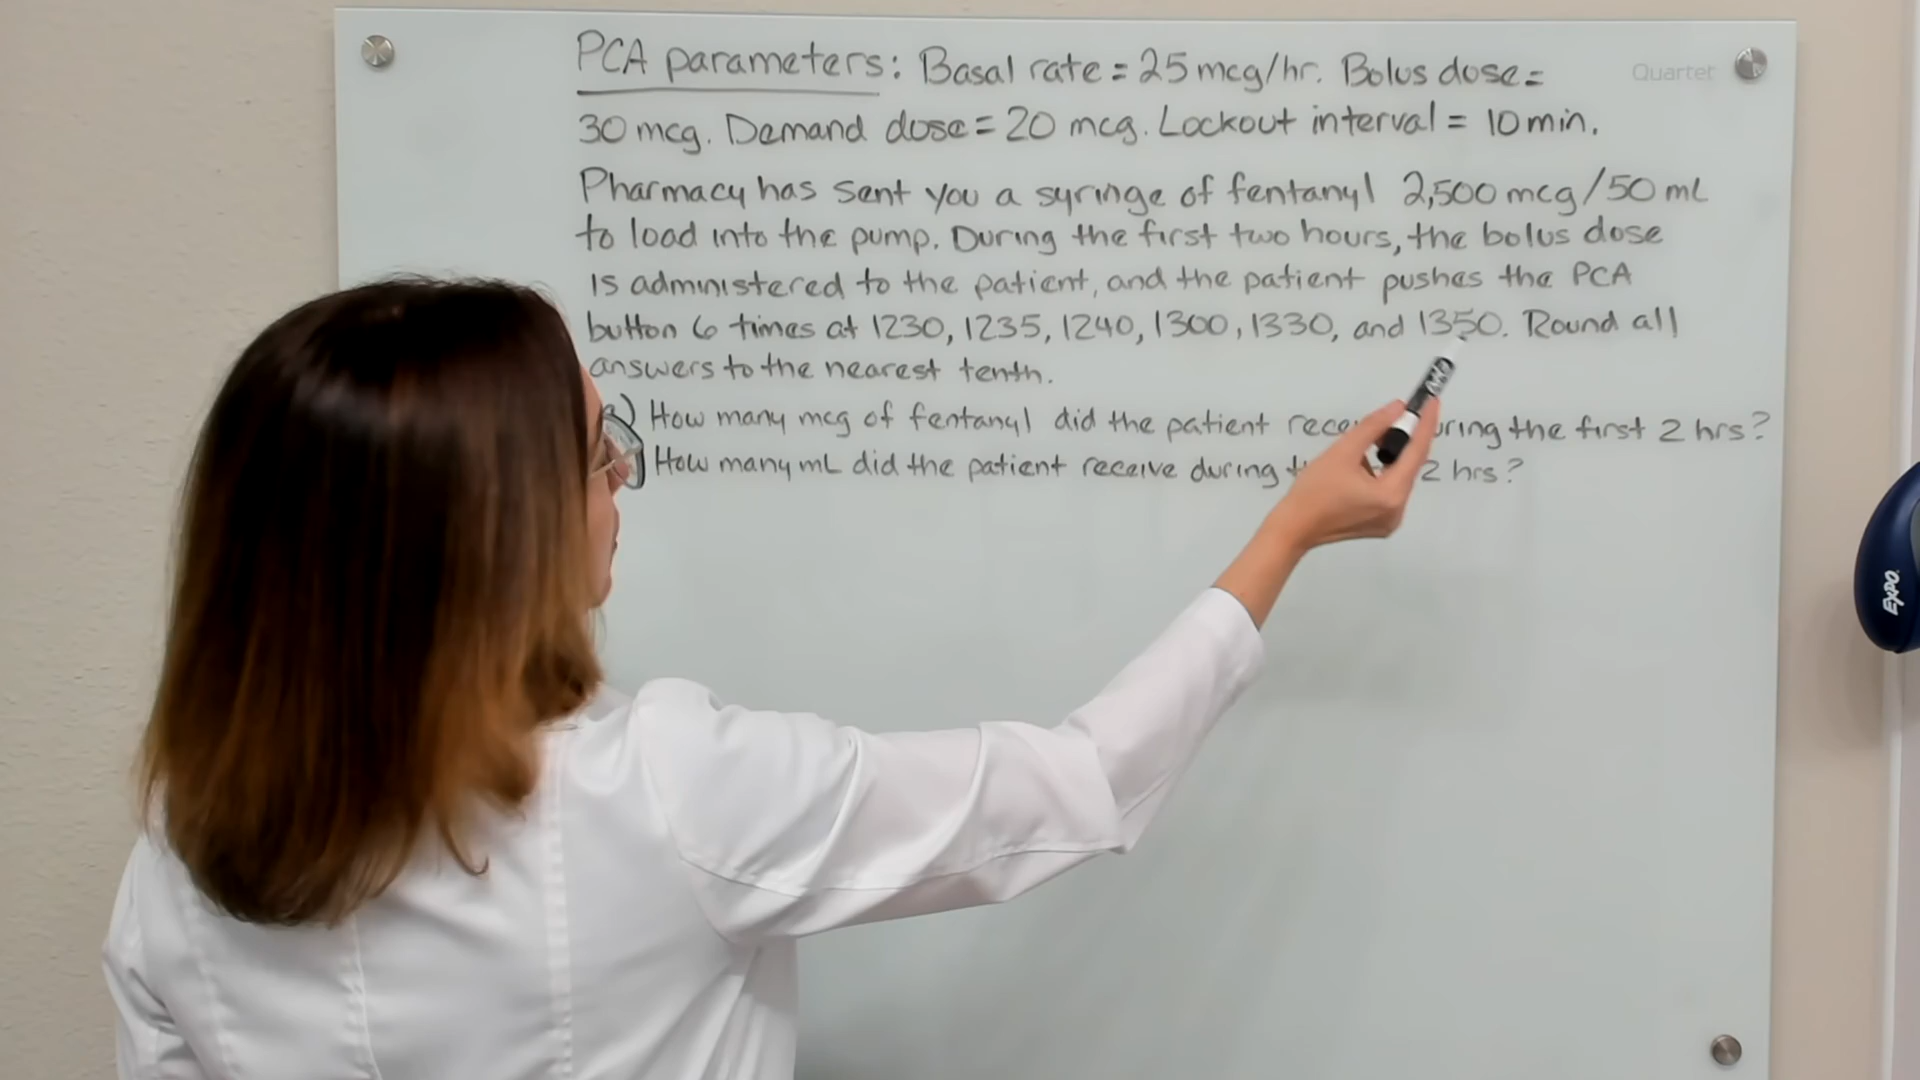 PCA parameters: Basal rate = 25 mcg/hr. Bolus dose =
Quartet
30 mcg. Demand dose = 20 mcg. Lockout interval = 10 min.
Pharmacy has sent you a syringe of fentanyl 2,500 mcg/50 mL
to load into the pump. During the first two hours, the bolus dose
is administered to the patient, and the patient pushes the PCA
button 6 times at 1230, 1235, 1240, 1300, 1330, and 1350. Round all
answers to the nearest tenth.
How many mcg of fentanyl did the patient the first 2 hrs?
How many mL did the patient receive during 2 hrs?
EXPO